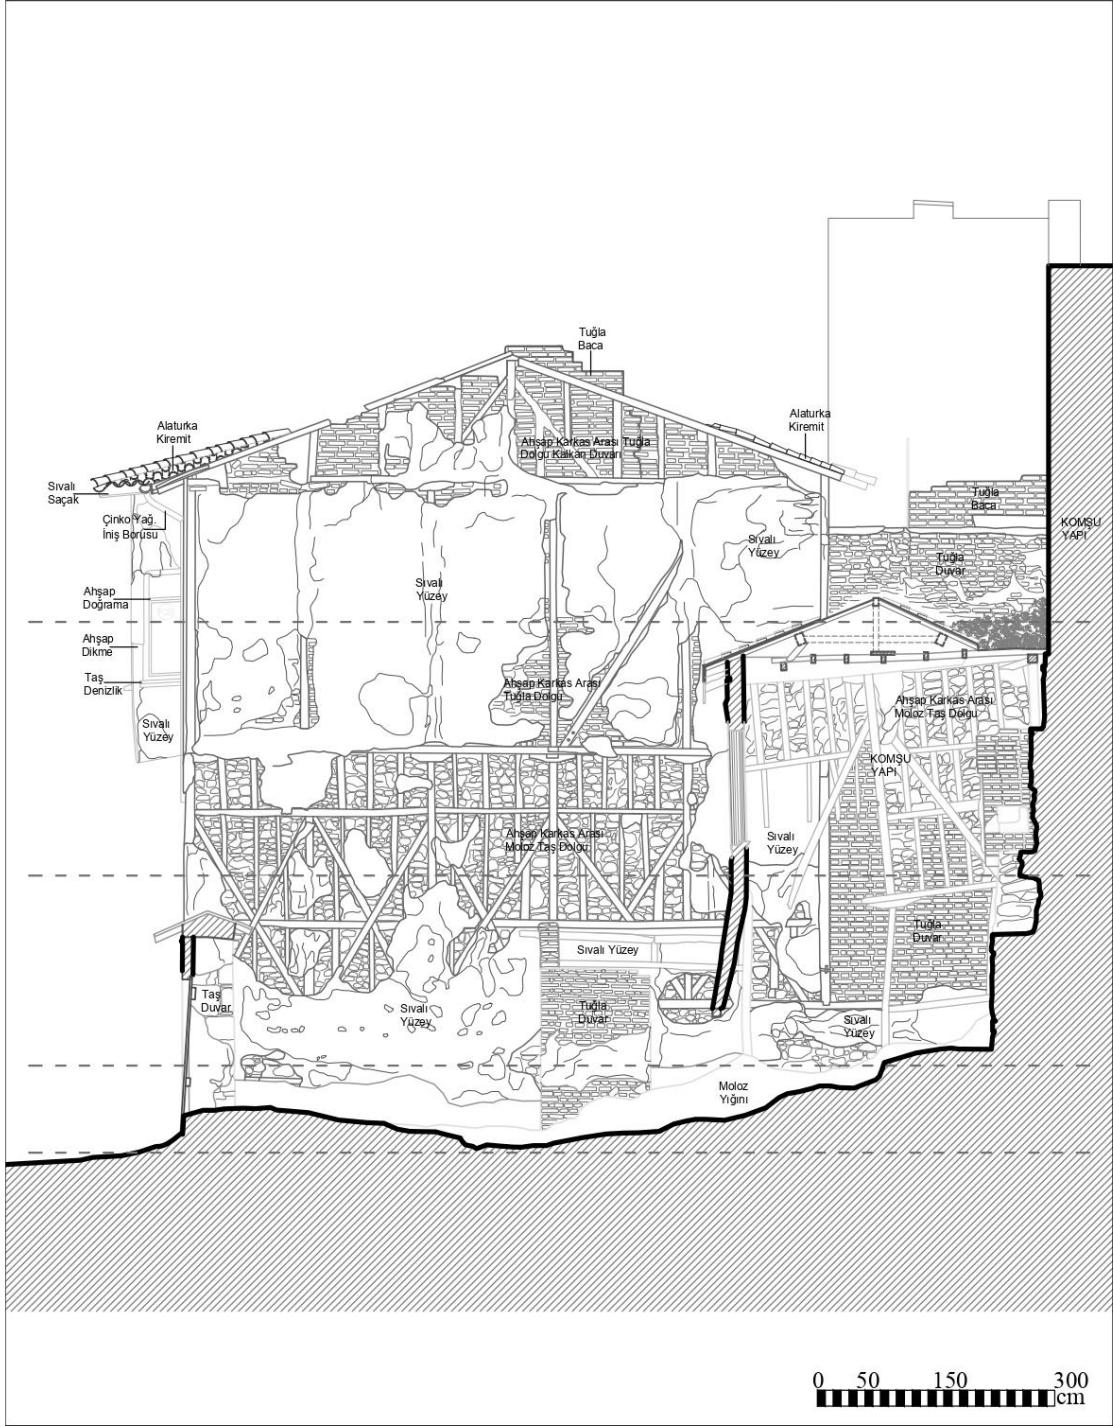 Tuğla
Baca
Alaturka
Kiremit
Alaturka
Kiremit
Ahşap Karkas Arası Tuğla
Dolgu Kalkan Duvarı
Sıvalı
Saçak
Çinko Yağ.
İniş Borusu
Tuğla
Baca
KOMŞU
YAPI
Sıvalı
Yüzey
Tuğla
Duvar
Sıvalı
Yüzey
Ahşap
Doğrama
Ahşap
Dikme
Taş
Denizlik
Ahşap Karkas Arası
Tuğla Dolgu
Ahşap Karkas Arası
Moloz Taş Dolgu
Sıvalı
Yüzey
KOMŞU
YAPI
Ahşap Karkas Arası
Moloz Taş Dolgu
Sıvalı
Yüzey
Tuğla
Duvar
Sıvalı Yüzey
Taş
Duvar
Sıvalı
Yüzey
Tuğla
Duvar
Sıvalı
Yüzey
Moloz
Yığını
0 50 150 300
cm